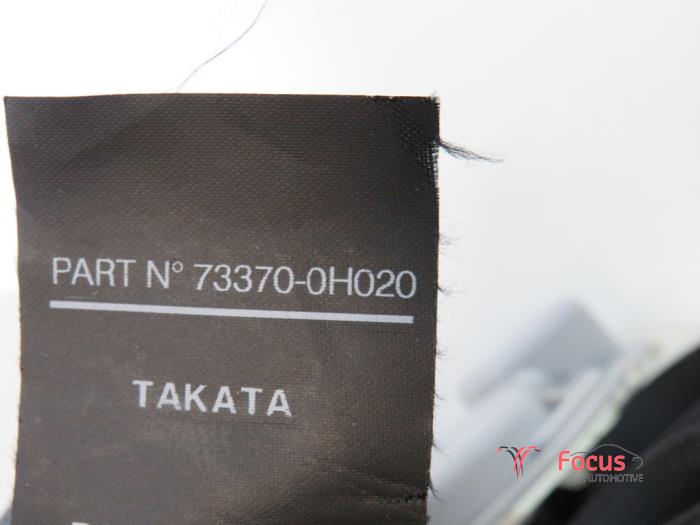 PART N° 73370-0H020
TAKATA
Focus
AUTOMOTIVE